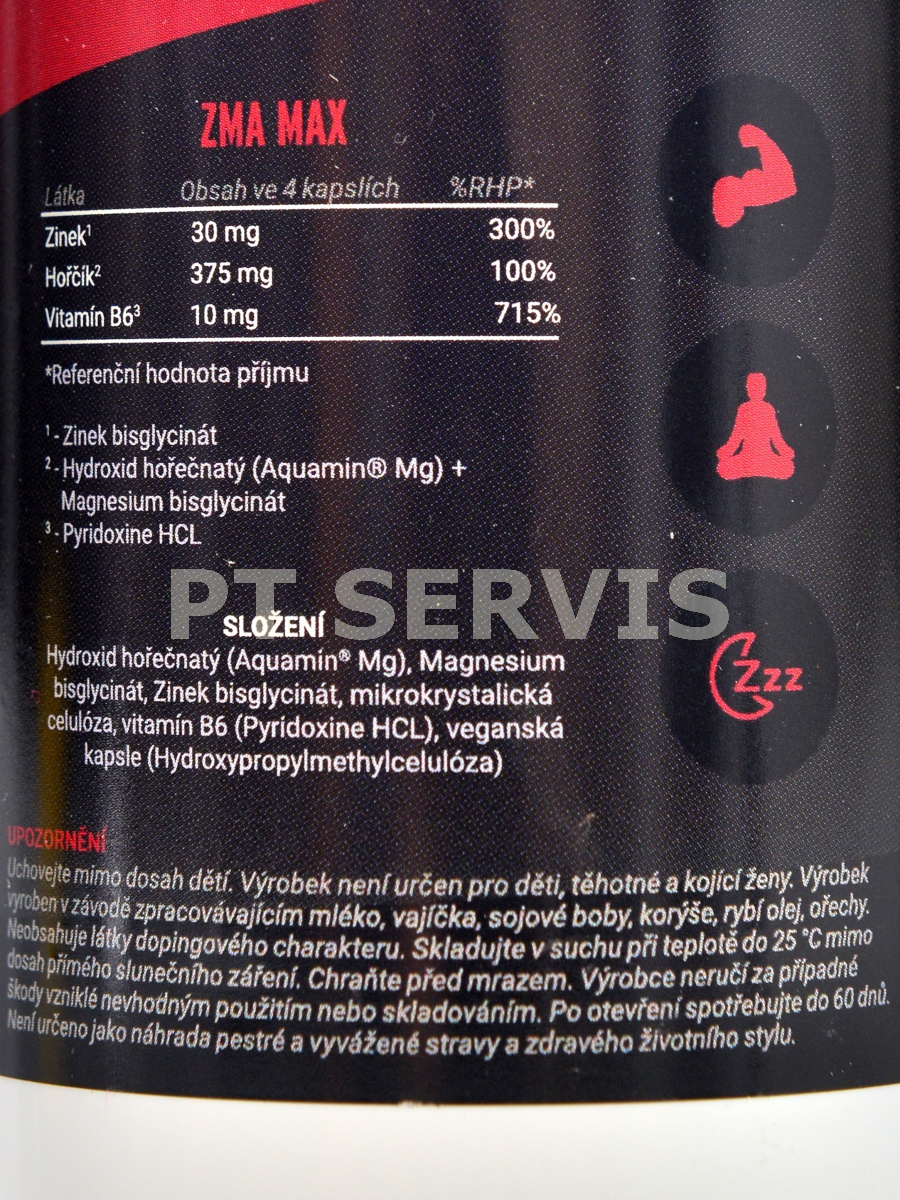 ZMA MAX
Látka Obsah ve 4 kapslích %RHP*
Zinek¹ 30 mg 300%
Hořčík² 375 mg 100%
Vitamín B6³ 10 mg 715%
*Referenční hodnota příjmu
¹ - Zinek bisglycinát
² - Hydroxid hořečnatý (Aquamin® Mg) +
Magnesium bisglycinát
³ - Pyridoxine HCL
PT SERVIS
SLOŽENÍ
Hydroxid hořečnatý (Aquamin® Mg), Magnesium
bisglycinát, Zinek bisglycinát, mikrokrystalická
celulóza, vitamín B6 (Pyridoxine HCL), veganská
kapsle (Hydroxypropylmethylcelulóza)
Zzz
UPOZORNĚNÍ
Uchovejte mimo dosah dětí. Výrobek není určen pro děti, těhotné a kojící ženy. Výrobek
vyroben v závodě zpracovávajícím mléko, vajíčka, sojové boby, korýše, rybí olej, ořechy.
Neobsahuje látky dopingového charakteru. Skladujte v suchu při teplotě do 25 °C mimo
dosah přímého slunečního záření. Chraňte před mrazem. Výrobce neručí za případné
škody vzniklé nevhodným použitím nebo skladováním. Po otevření spotřebujte do 60 dnů.
Není určeno jako náhrada pestré a vyvážené stravy a zdravého životního stylu.